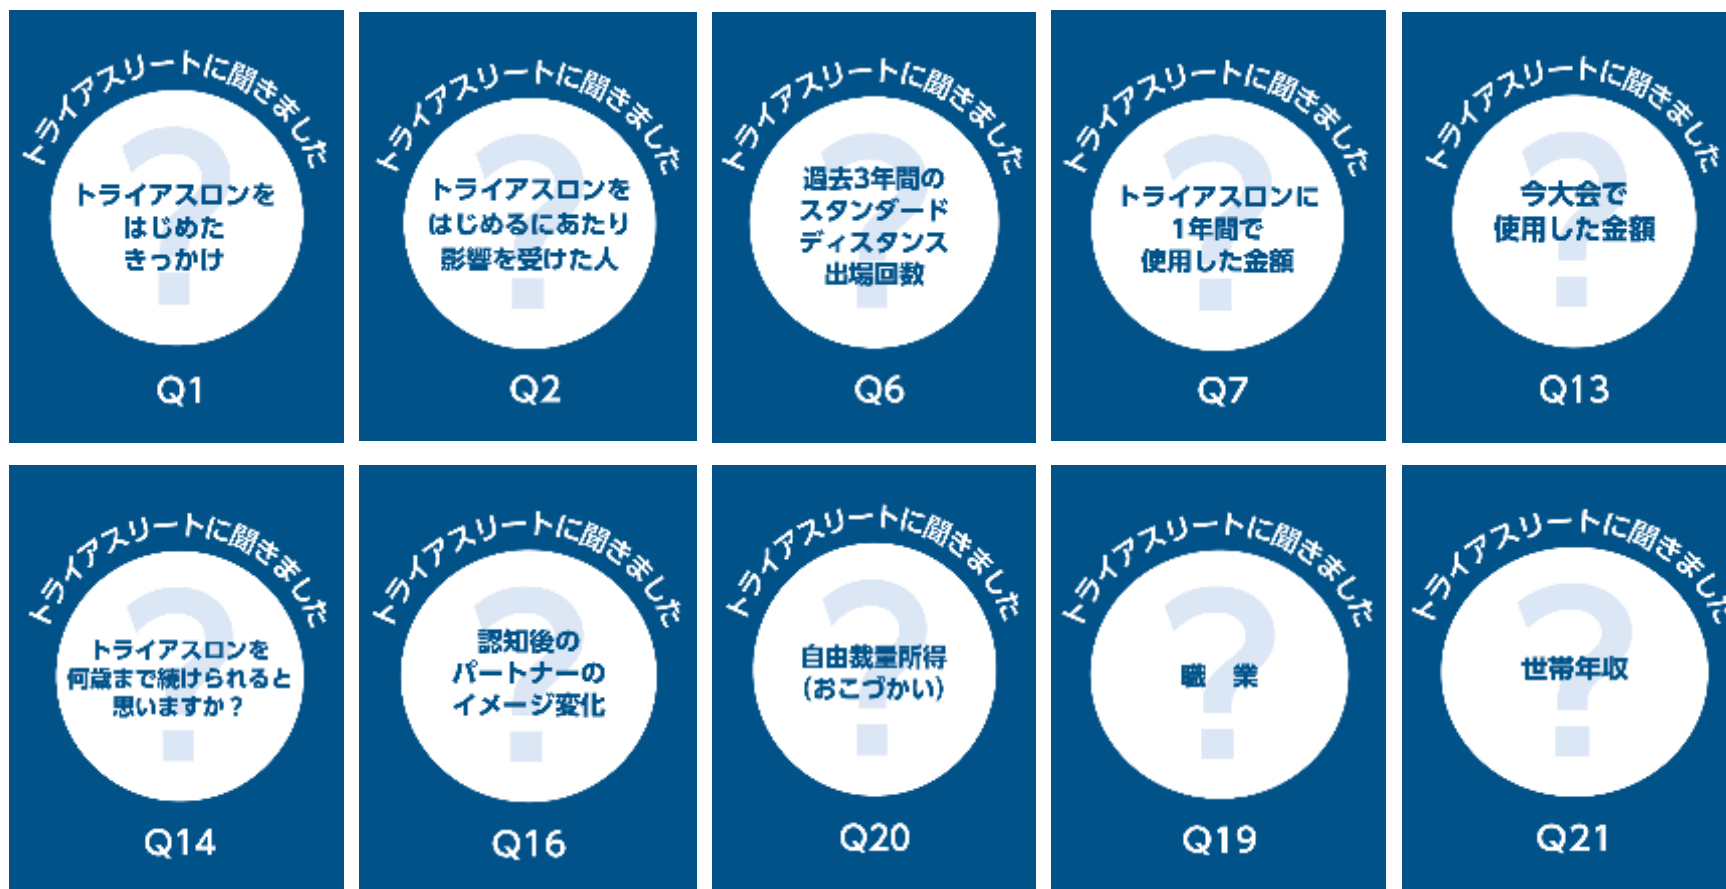 トライアスリートに聞きました
トライアスロンを
はじめた
きっかけ
Q1
トライアスリートに聞きました
トライアスロンを
はじめるにあたり
影響を受けた人
Q2
トライアスリートに聞きました
過去3年間の
スタンダード
ディスタンス
出場回数
Q6
トライアスリートに聞きました
トライアスロンに
1年間で
使用した金額
Q7
トライアスリートに聞きました
今大会で
使用した金額
Q13
トライアスリートに聞きました
トライアスロンを
何歳まで続けられると
思いますか？
Q14
トライアスリートに聞きました
認知後の
パートナーの
イメージ変化
Q16
トライアスリートに聞きました
自由裁量所得
（おこづかい）
Q20
トライアスリートに聞きました
職　業
Q19
トライアスリートに聞きました
世帯年収
Q21